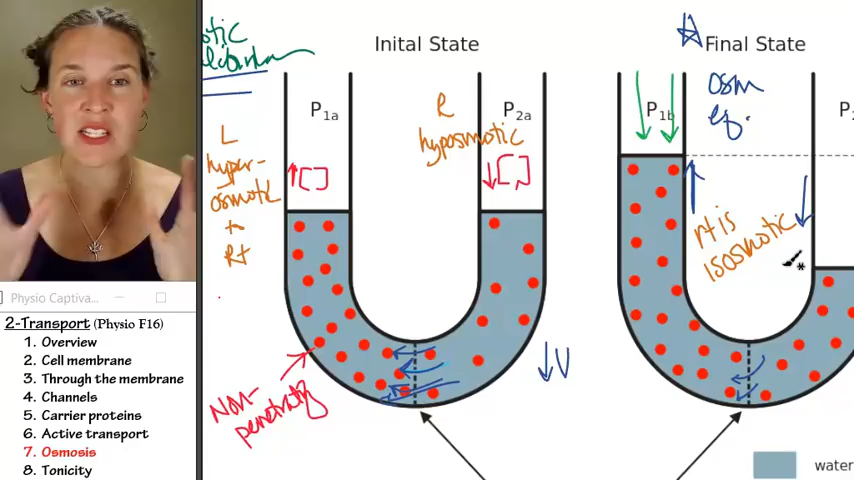 Inital State
Final State
P1a
P2a
P1b
osm
eq.
L
hyper-
osmotic
to
Rt
R
hyposmotic
rt is
isosmotic
Non-
penetrating
↓V
water
Physio Captiva...
2-Transport (Physio F16)
1. Overview
2. Cell membrane
3. Through the membrane
4. Channels
5. Carrier proteins
6. Active transport
7. Osmosis
8. Tonicity